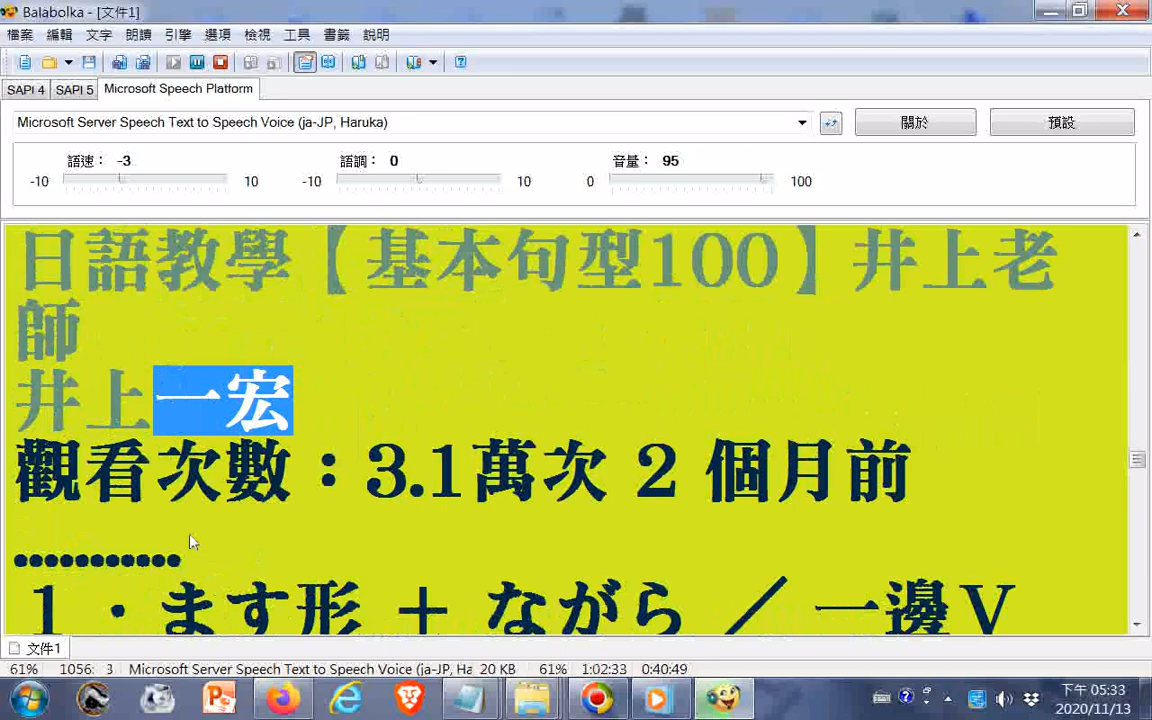 Balabolka - [文件1]
檔案 編輯 文字 朗讀 引擎 選項 檢視 工具 書籤 說明
SAPI 4 SAPI 5 Microsoft Speech Platform
Microsoft Server Speech Text to Speech Voice (ja-JP, Haruka) 關於 預設
語速： -3 語調： 0 音量： 95
-10 10 -10 10 0 100
日語教學【基本句型100】井上老
師
井上一宏
觀看次數：3.1萬次 2 個月前
...........
１．ます形 ＋ ながら ／ 一邊Ｖ
文件1
61% 1056: 3 Microsoft Server Speech Text to Speech Voice (ja-JP, Ha 20 KB 61% 1:02:33 0:40:49
下午 05:33
2020/11/13